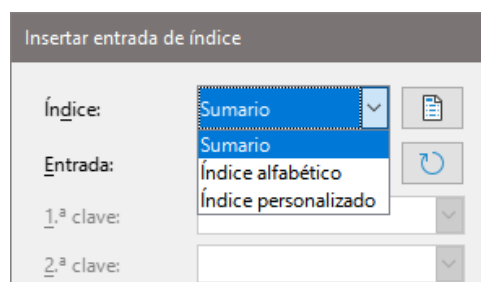 Insertar entrada de índice
Índice: Sumario
Sumario
Entrada: Índice alfabético
Índice personalizado
1.ª clave:
2.ª clave: